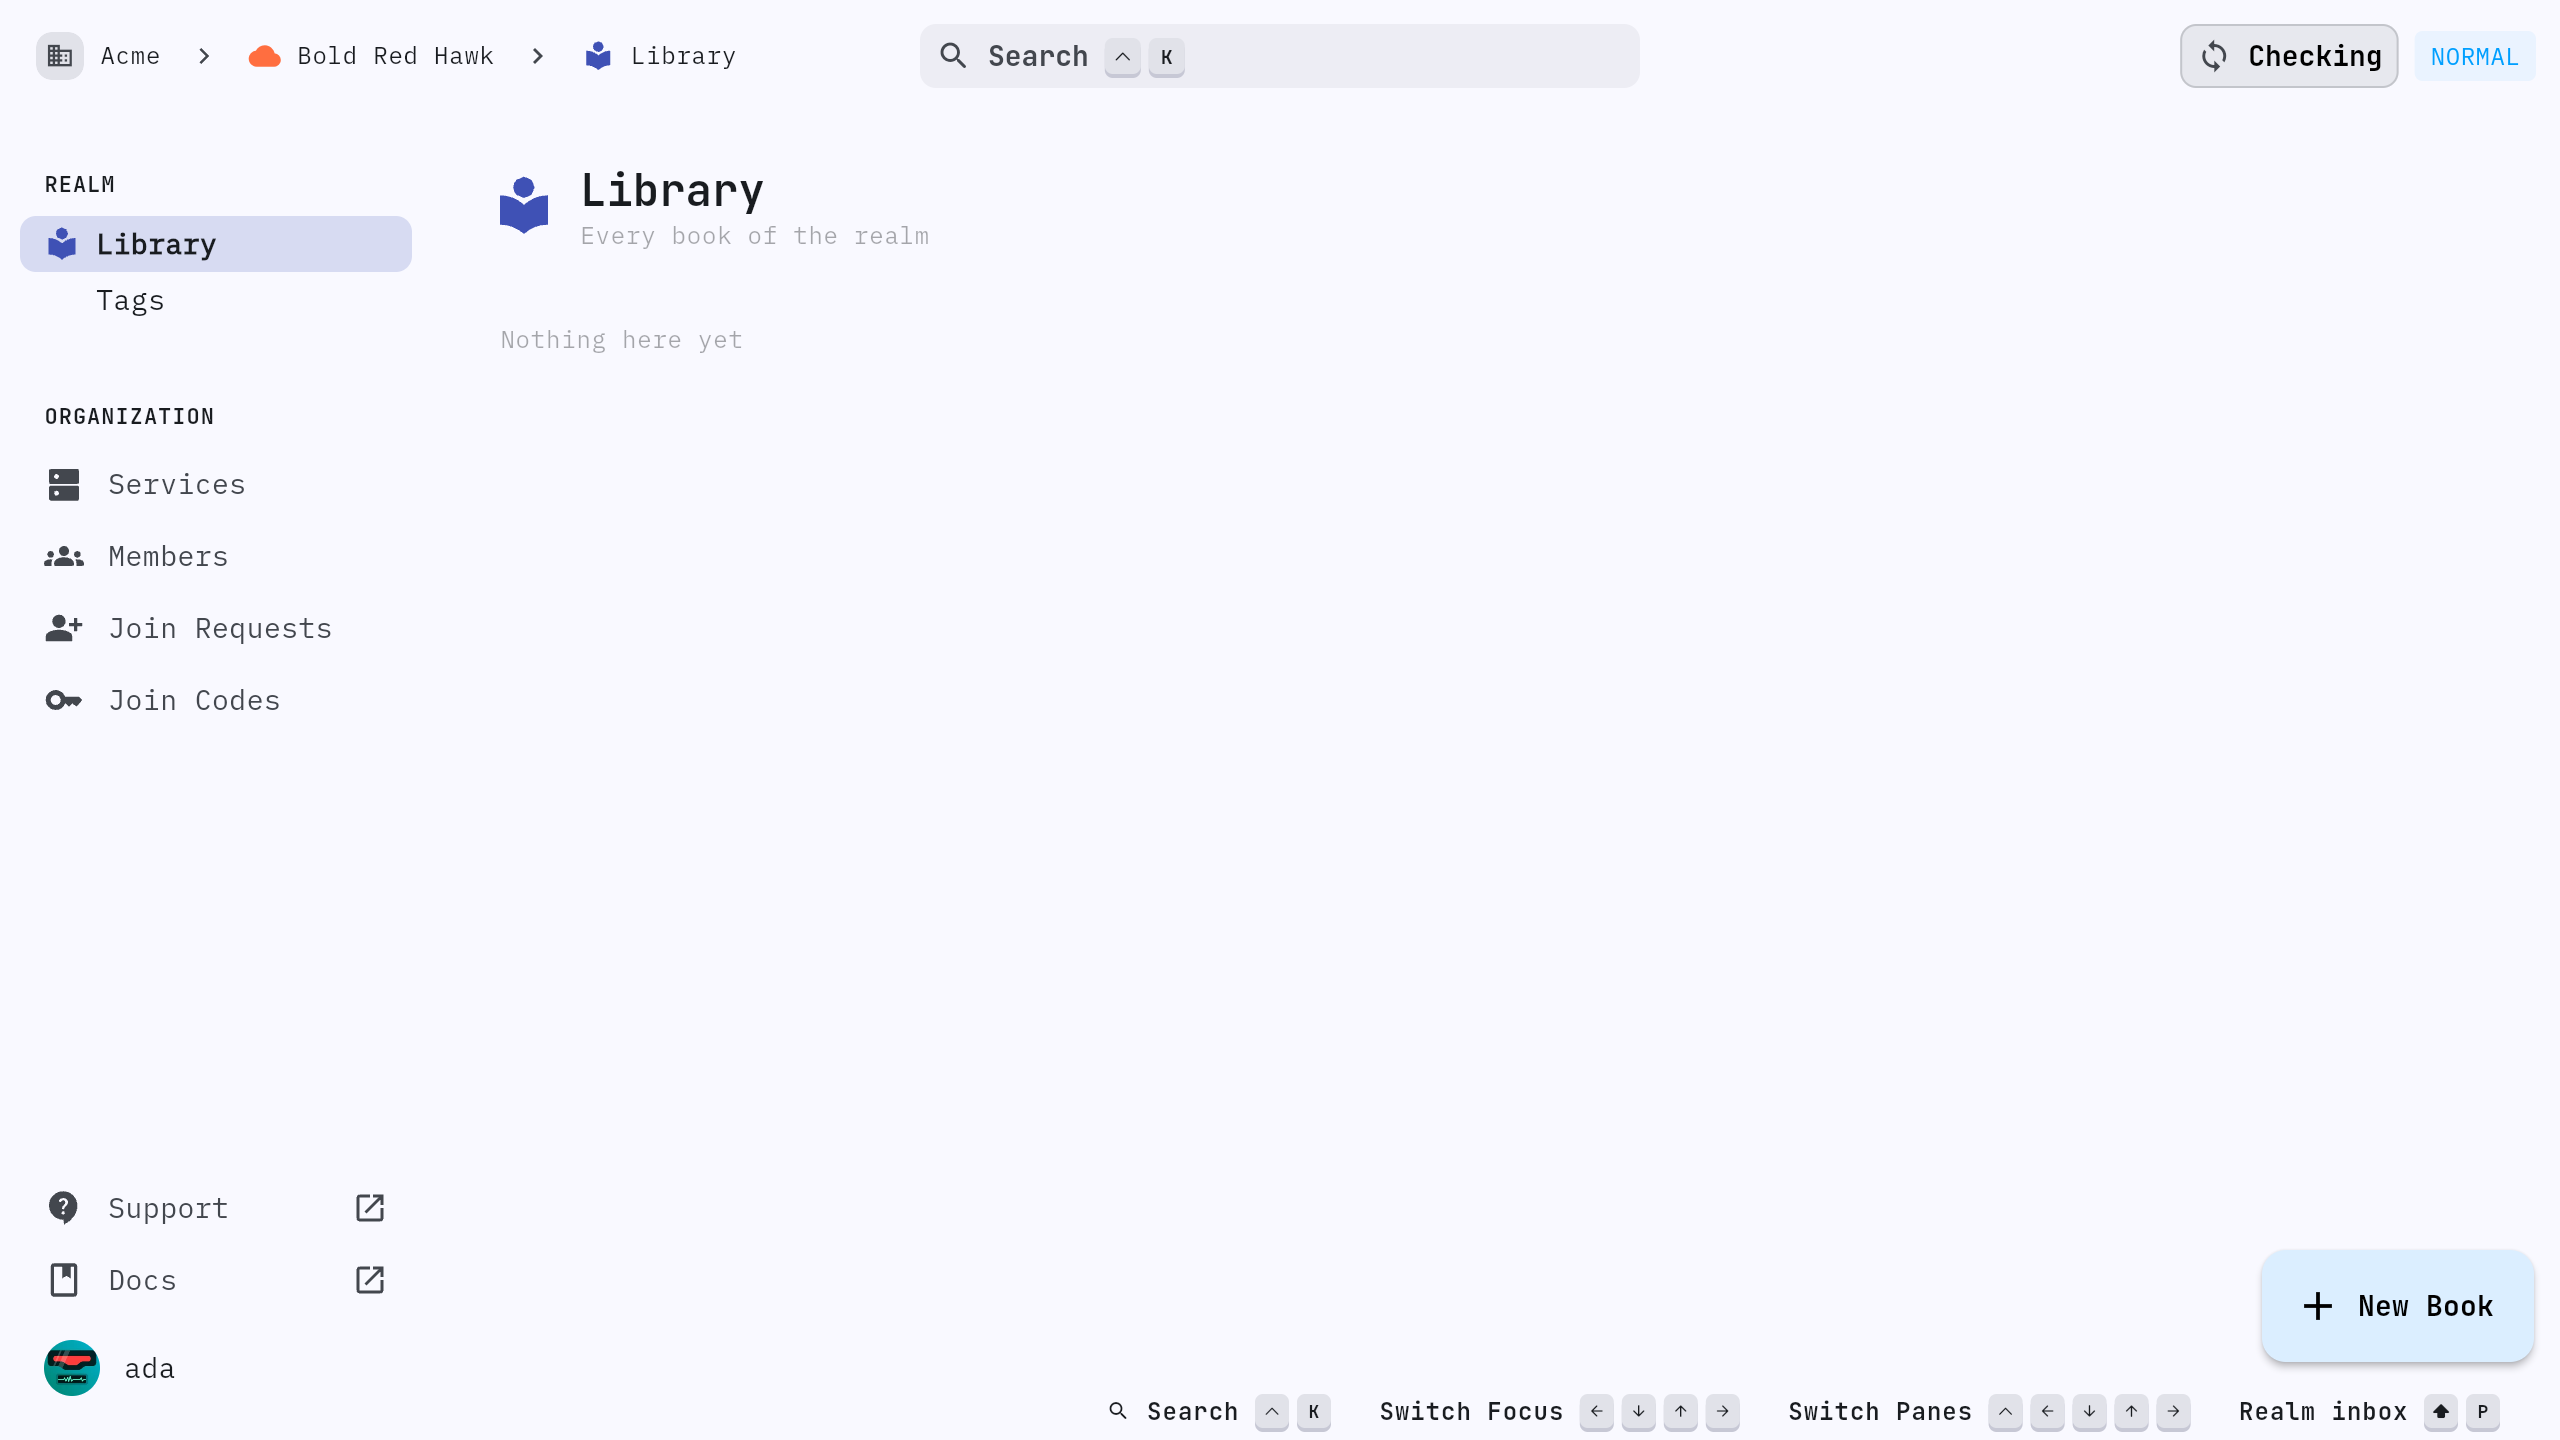 Acme > Bold Red Hawk > Library
Search ^ K
Checking
NORMAL
REALM
Library
Tags
ORGANIZATION
Services
Members
Join Requests
Join Codes
Support
Docs
ada
Library
Every book of the realm
Nothing here yet
New Book
Search ^ K Switch Focus ← ↓ ↑ → Switch Panes ^ ← ↓ ↑ → Realm inbox ⬆ P